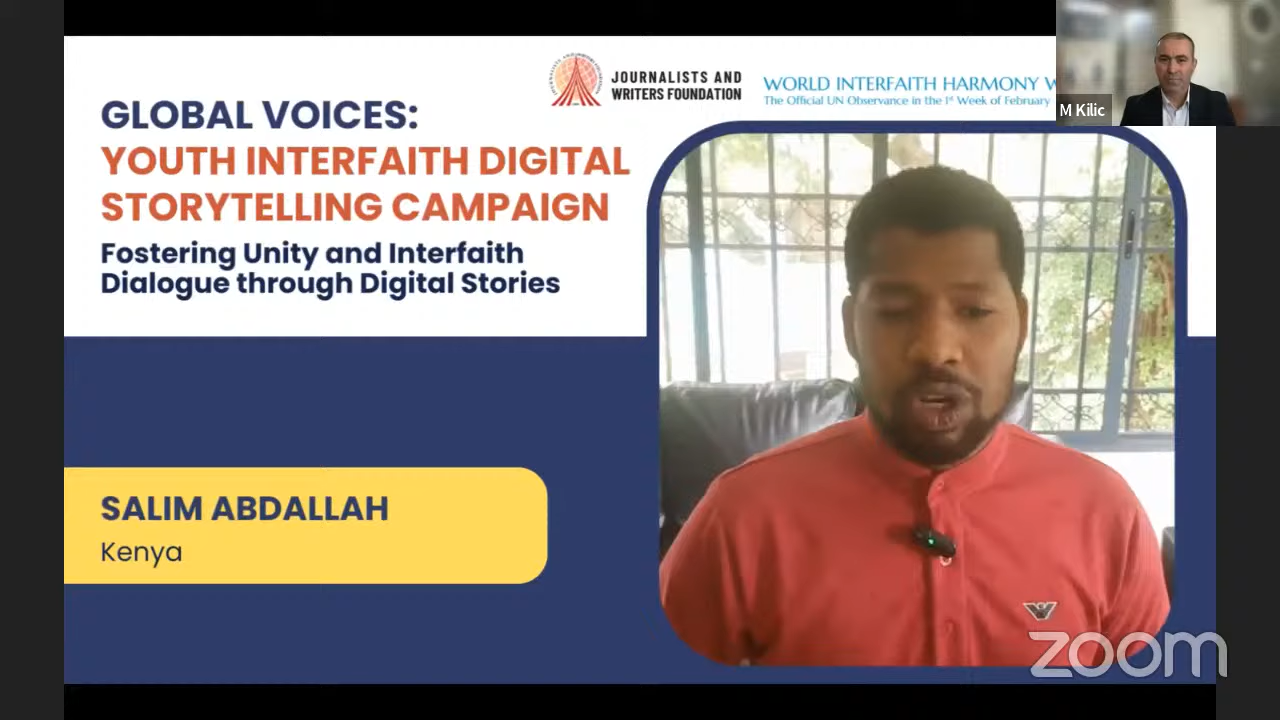 JOURNALISTS AND
WRITERS FOUNDATION
WORLD INTERFAITH HARMONY W
The Official UN Observance in the 1st Week of February
M Kilic
GLOBAL VOICES:
YOUTH INTERFAITH DIGITAL
STORYTELLING CAMPAIGN
Fostering Unity and Interfaith
Dialogue through Digital Stories
SALIM ABDALLAH
Kenya
zoom